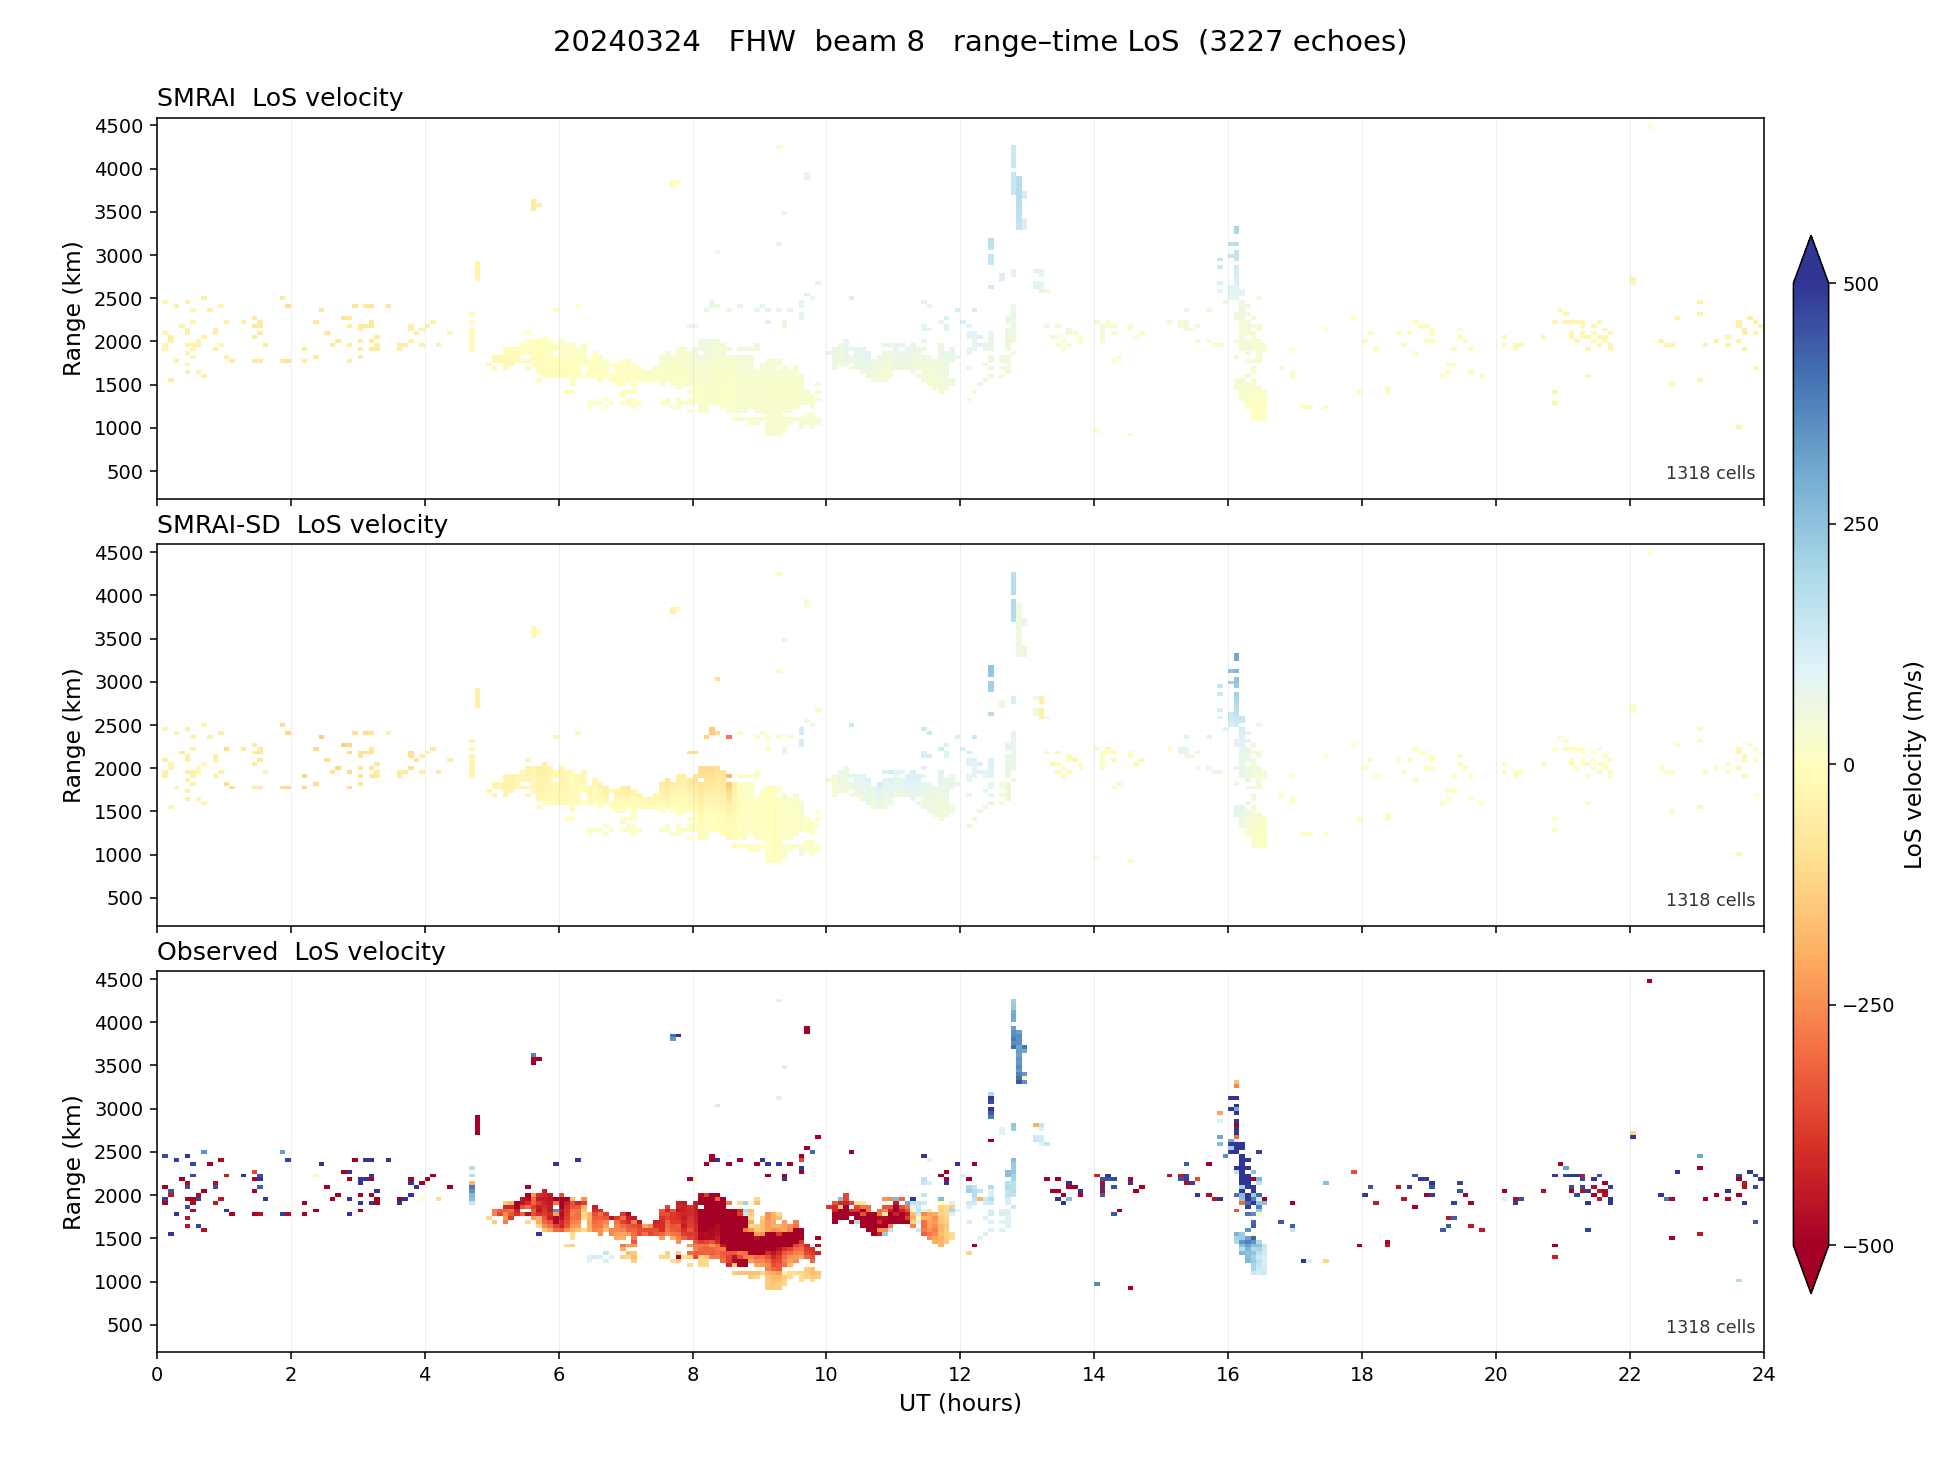 20240324 FHW beam 8 range–time LoS (3227 echoes)
SMRAI LoS velocity
4500
4000
3500
3000
2500
2000
1500
1000
500
Range (km)
1318 cells
SMRAI-SD LoS velocity
4500
4000
3500
3000
2500
2000
1500
1000
500
Range (km)
1318 cells
Observed LoS velocity
4500
4000
3500
3000
2500
2000
1500
1000
500
Range (km)
1318 cells
0 2 4 6 8 10 12 14 16 18 20 22 24
UT (hours)
500
250
0
−250
−500
LoS velocity (m/s)